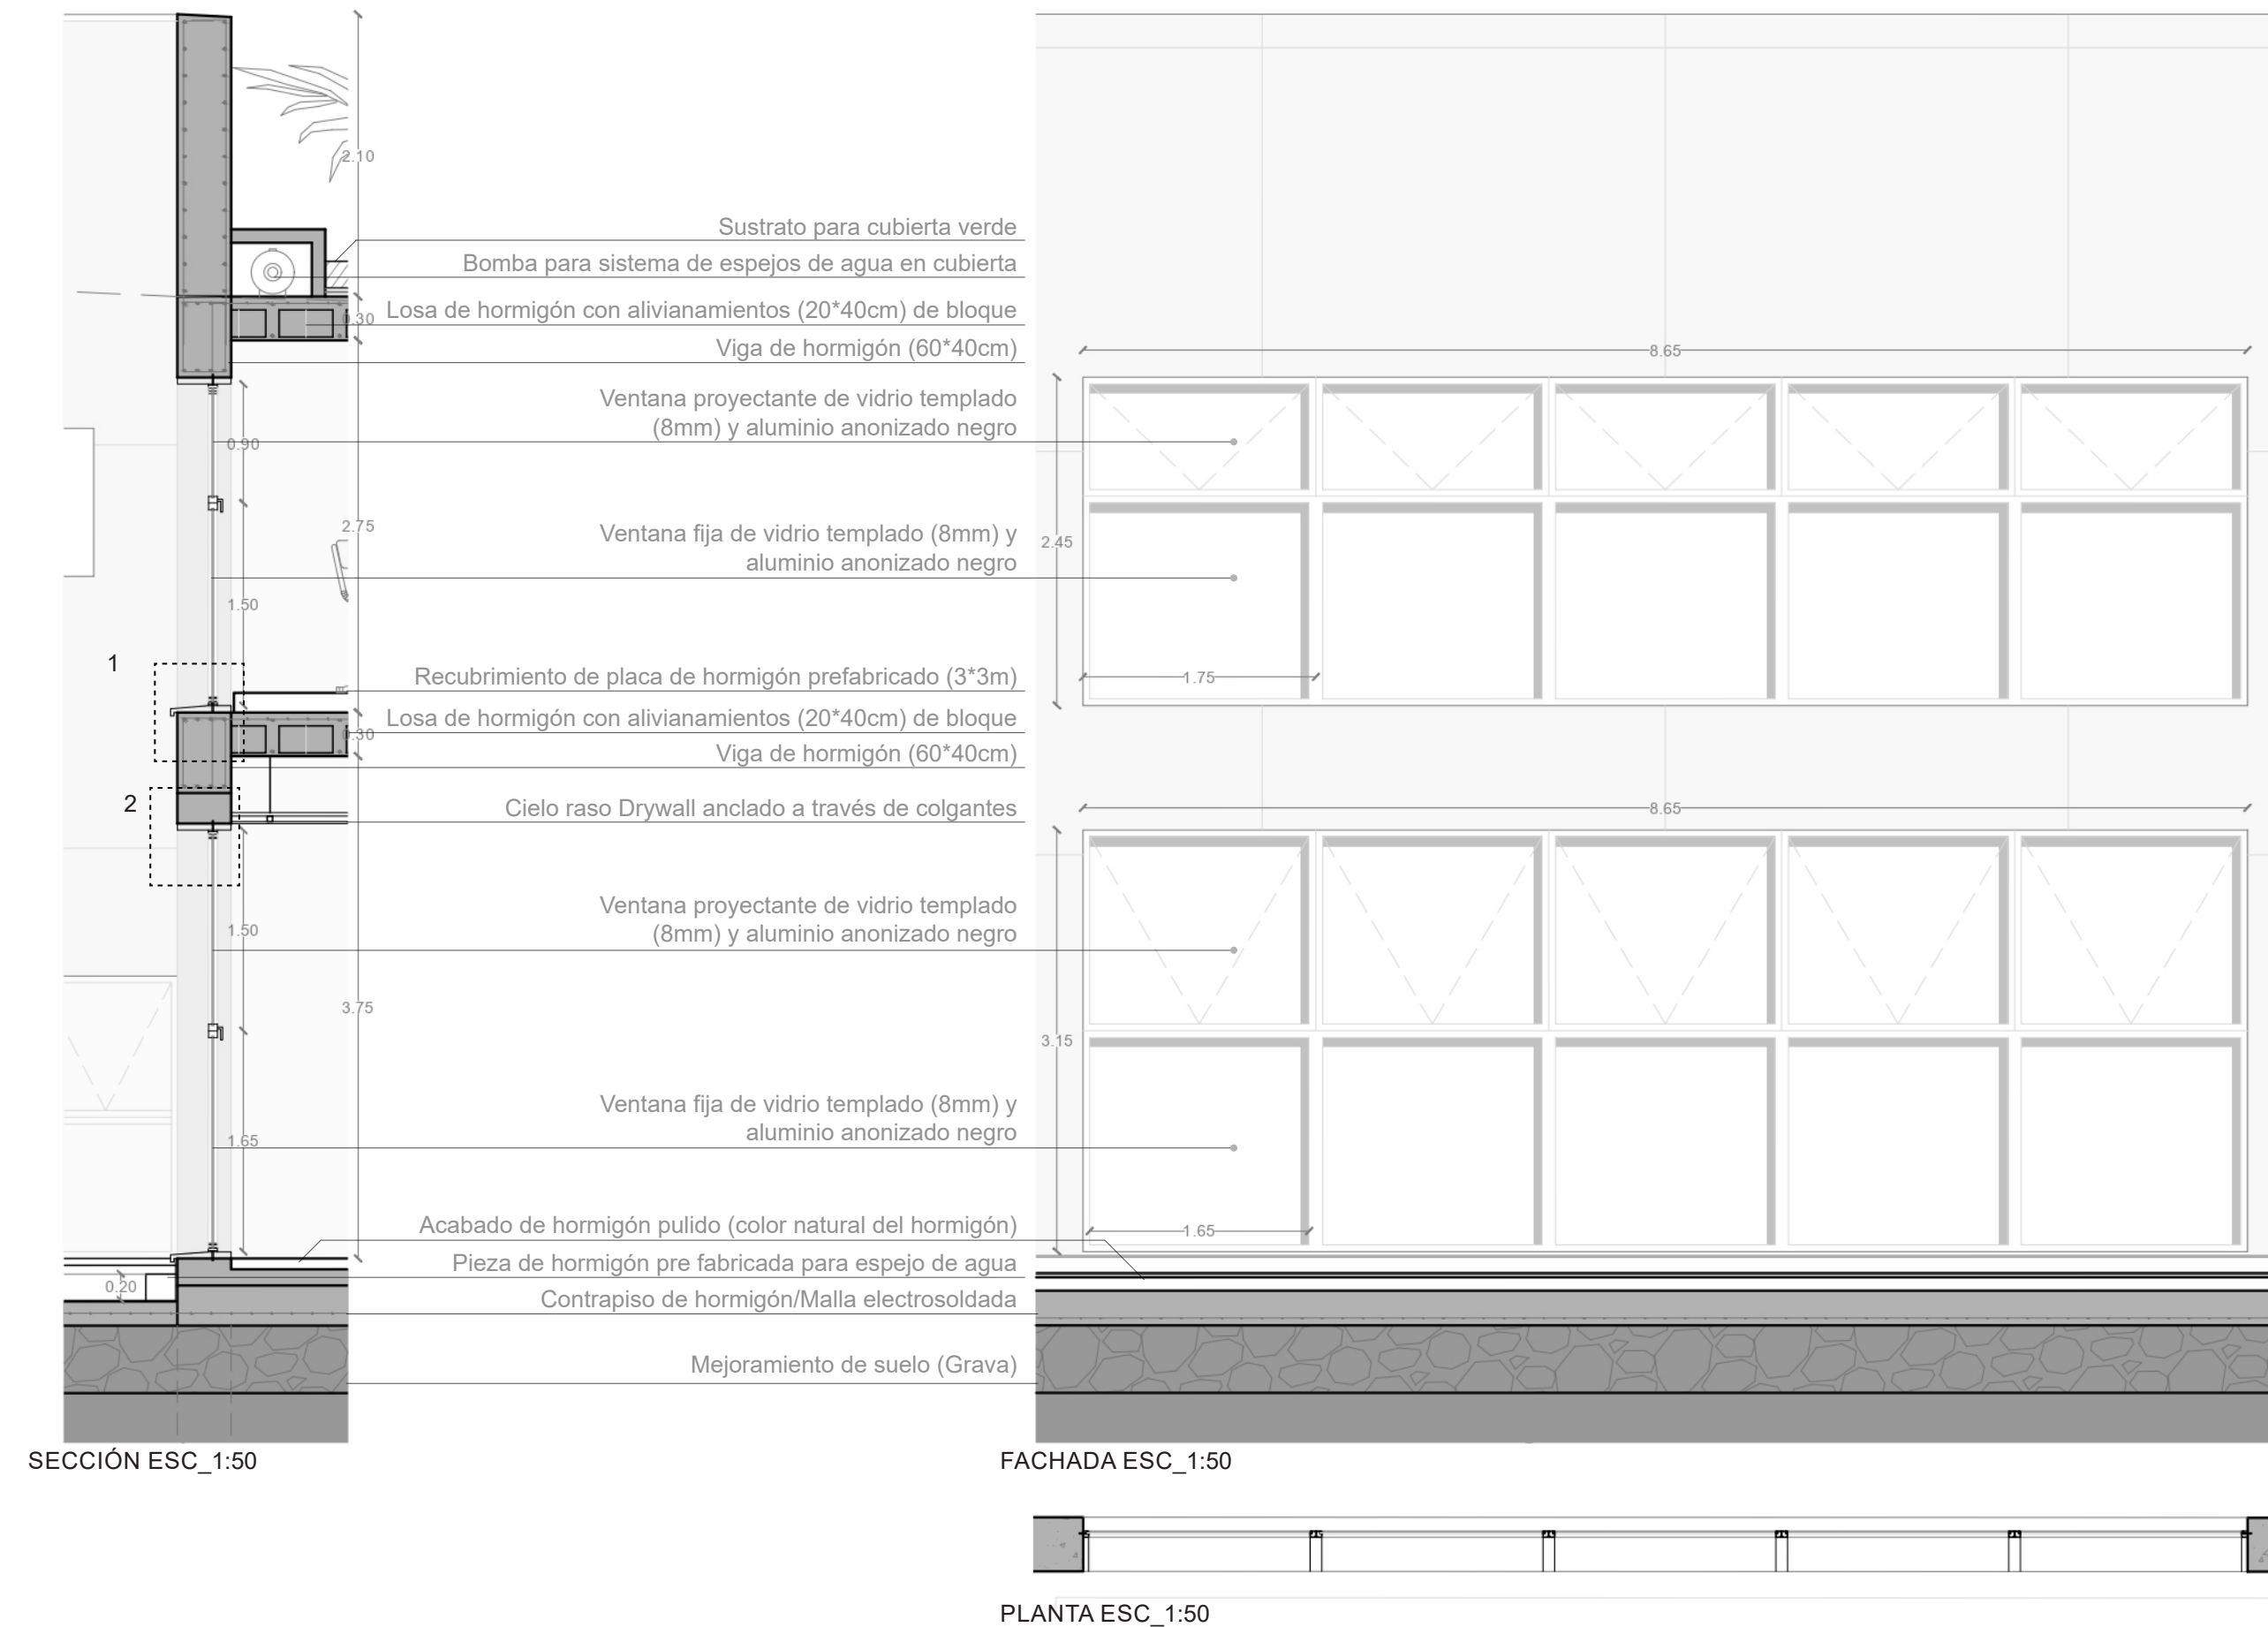 2.10
Sustrato para cubierta verde
Bomba para sistema de espejos de agua en cubierta
Losa de hormigón con alivianamientos (20*40cm) de bloque
0.30
Viga de hormigón (60*40cm)
8.65
Ventana proyectante de vidrio templado
(8mm) y aluminio anonizado negro
0.90
2.75
Ventana fija de vidrio templado (8mm) y
aluminio anonizado negro
2.45
1.50
1
Recubrimiento de placa de hormigón prefabricado (3*3m)
1.75
Losa de hormigón con alivianamientos (20*40cm) de bloque
0.30
Viga de hormigón (60*40cm)
2
Cielo raso Drywall anclado a través de colgantes
8.65
Ventana proyectante de vidrio templado
(8mm) y aluminio anonizado negro
1.50
3.75
3.15
Ventana fija de vidrio templado (8mm) y
aluminio anonizado negro
1.65
Acabado de hormigón pulido (color natural del hormigón)
1.65
Pieza de hormigón pre fabricada para espejo de agua
0.20
Contrapiso de hormigón/Malla electrosoldada
Mejoramiento de suelo (Grava)
SECCIÓN ESC_1:50
FACHADA ESC_1:50
PLANTA ESC_1:50